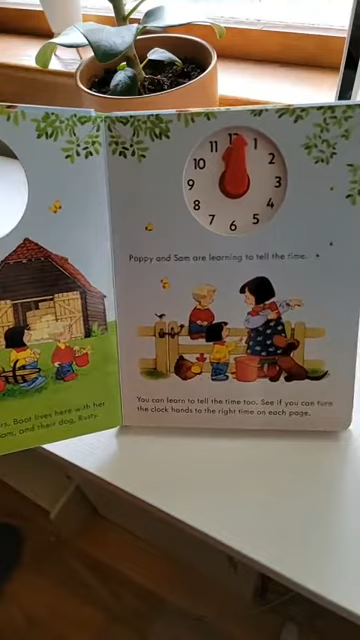 11 12 1
10 2
9 3
8 4
7 6 5
Poppy and Sam are learning to tell the time.
rs. Boot lives here with her
am, and their dog, Rusty.
You can learn to tell the time too. See if you can turn
the clock hands to the right time on each page.